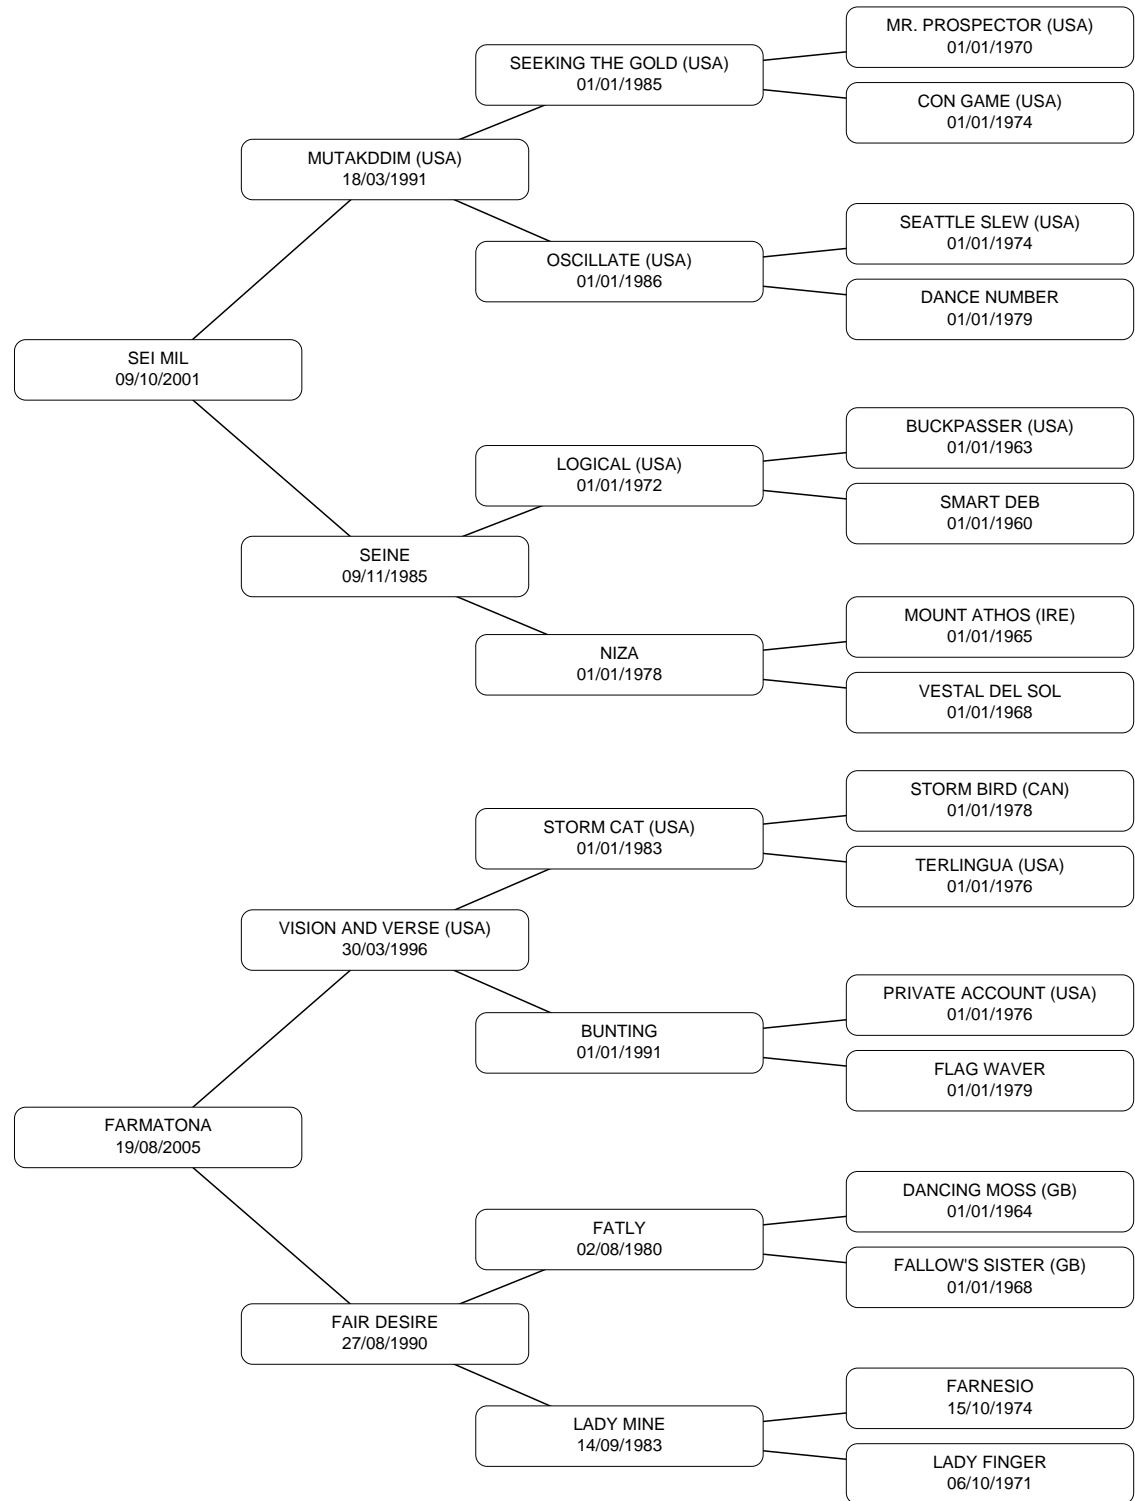 MR. PROSPECTOR (USA)
01/01/1970
SEEKING THE GOLD (USA)
01/01/1985
CON GAME (USA)
01/01/1974
MUTAKDDIM (USA)
18/03/1991
SEATTLE SLEW (USA)
01/01/1974
OSCILLATE (USA)
01/01/1986
DANCE NUMBER
01/01/1979
SEI MIL
09/10/2001
BUCKPASSER (USA)
01/01/1963
LOGICAL (USA)
01/01/1972
SMART DEB
01/01/1960
SEINE
09/11/1985
MOUNT ATHOS (IRE)
01/01/1965
NIZA
01/01/1978
VESTAL DEL SOL
01/01/1968
STORM BIRD (CAN)
01/01/1978
STORM CAT (USA)
01/01/1983
TERLINGUA (USA)
01/01/1976
VISION AND VERSE (USA)
30/03/1996
PRIVATE ACCOUNT (USA)
01/01/1976
BUNTING
01/01/1991
FLAG WAVER
01/01/1979
FARMATONA
19/08/2005
DANCING MOSS (GB)
01/01/1964
FATLY
02/08/1980
FALLOW'S SISTER (GB)
01/01/1968
FAIR DESIRE
27/08/1990
FARNESIO
15/10/1974
LADY MINE
14/09/1983
LADY FINGER
06/10/1971